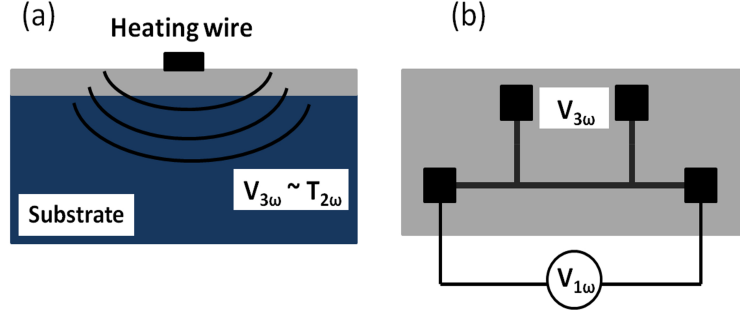 (a)
Heating wire
Substrate
V3ω ~ T2ω
(b)
V3ω
V1ω